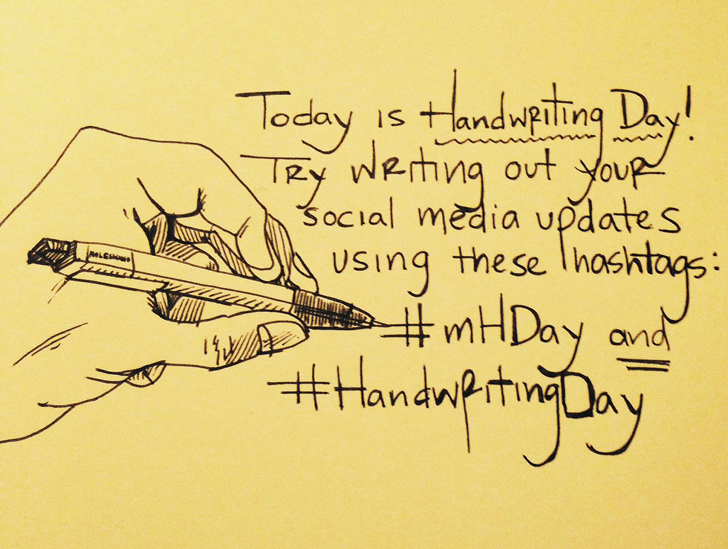 Today is Handwriting Day!
Try writing out your
social media updates
using these hashtags:
#mHDay and
#HandwritingDay
MOLESKINE